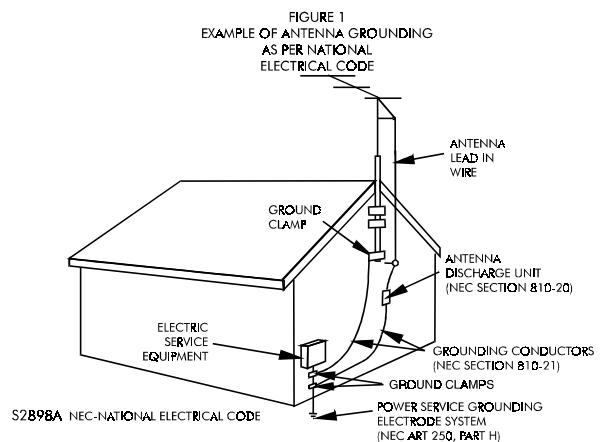 FIGURE 1
EXAMPLE OF ANTENNA GROUNDING
AS PER NATIONAL
ELECTRICAL CODE
ANTENNA
LEAD IN
WIRE
GROUND
CLAMP
ANTENNA
DISCHARGE UNIT
(NEC SECTION 810-20)
ELECTRIC
SERVICE
EQUIPMENT
GROUNDING CONDUCTORS
(NEC SECTION 810-21)
GROUND CLAMPS
POWER SERVICE GROUNDING
ELECTRODE SYSTEM
(NEC ART 250, PART H)
S2898A NEC-NATIONAL ELECTRICAL CODE